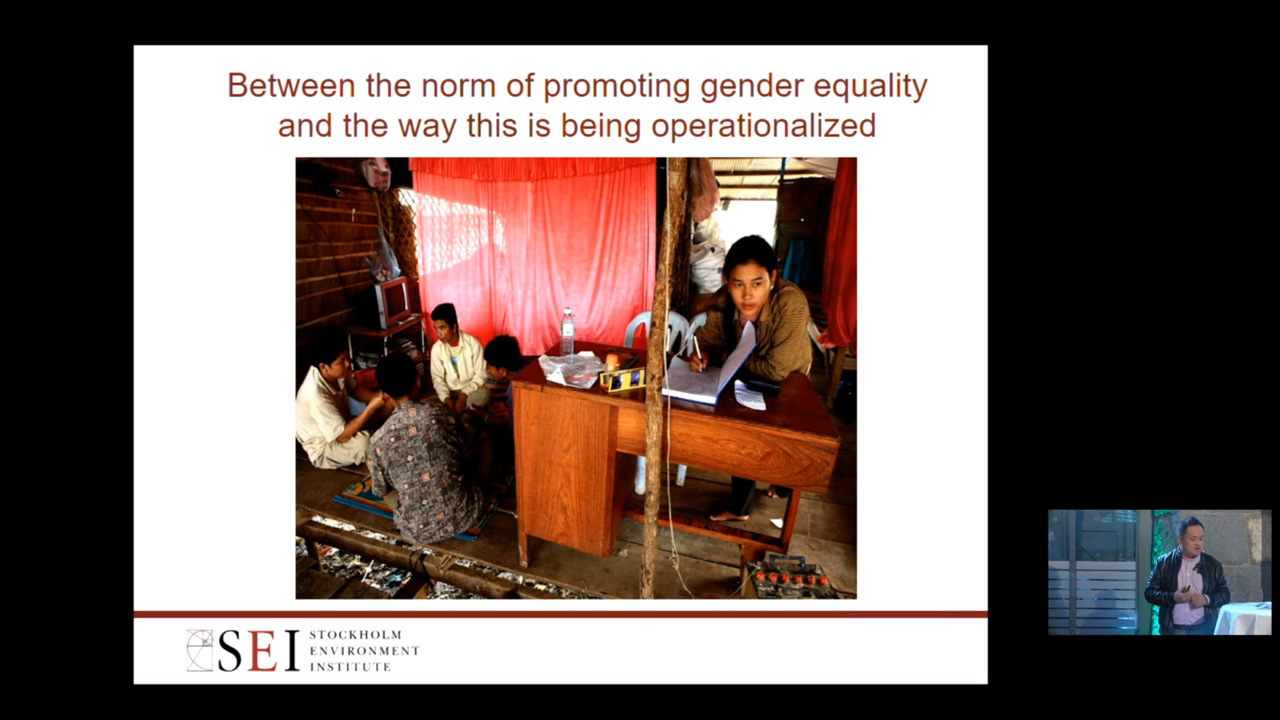 Between the norm of promoting gender equality
and the way this is being operationalized
SEI
STOCKHOLM
ENVIRONMENT
INSTITUTE